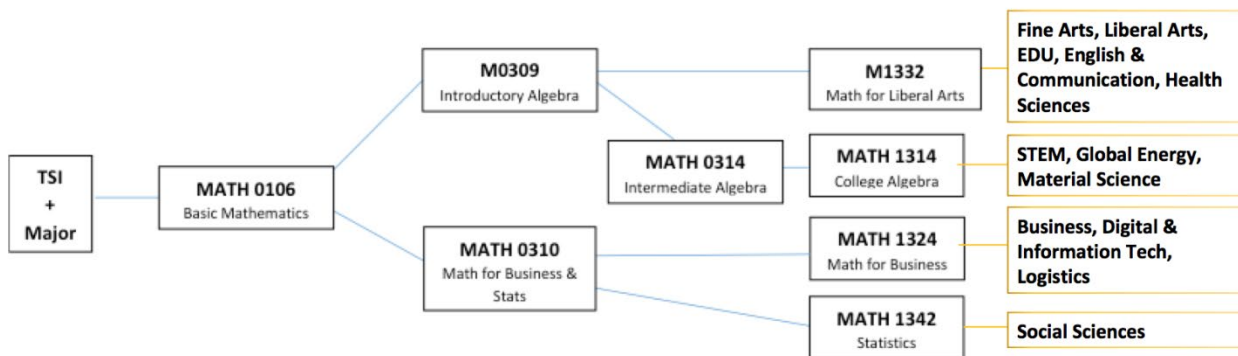 TSI
+
Major
MATH 0106
Basic Mathematics
M0309
Introductory Algebra
MATH 0310
Math for Business &
Stats
MATH 0314
Intermediate Algebra
M1332
Math for Liberal Arts
MATH 1314
College Algebra
MATH 1324
Math for Business
MATH 1342
Statistics
Fine Arts, Liberal Arts,
EDU, English &
Communication, Health
Sciences
STEM, Global Energy,
Material Science
Business, Digital &
Information Tech,
Logistics
Social Sciences